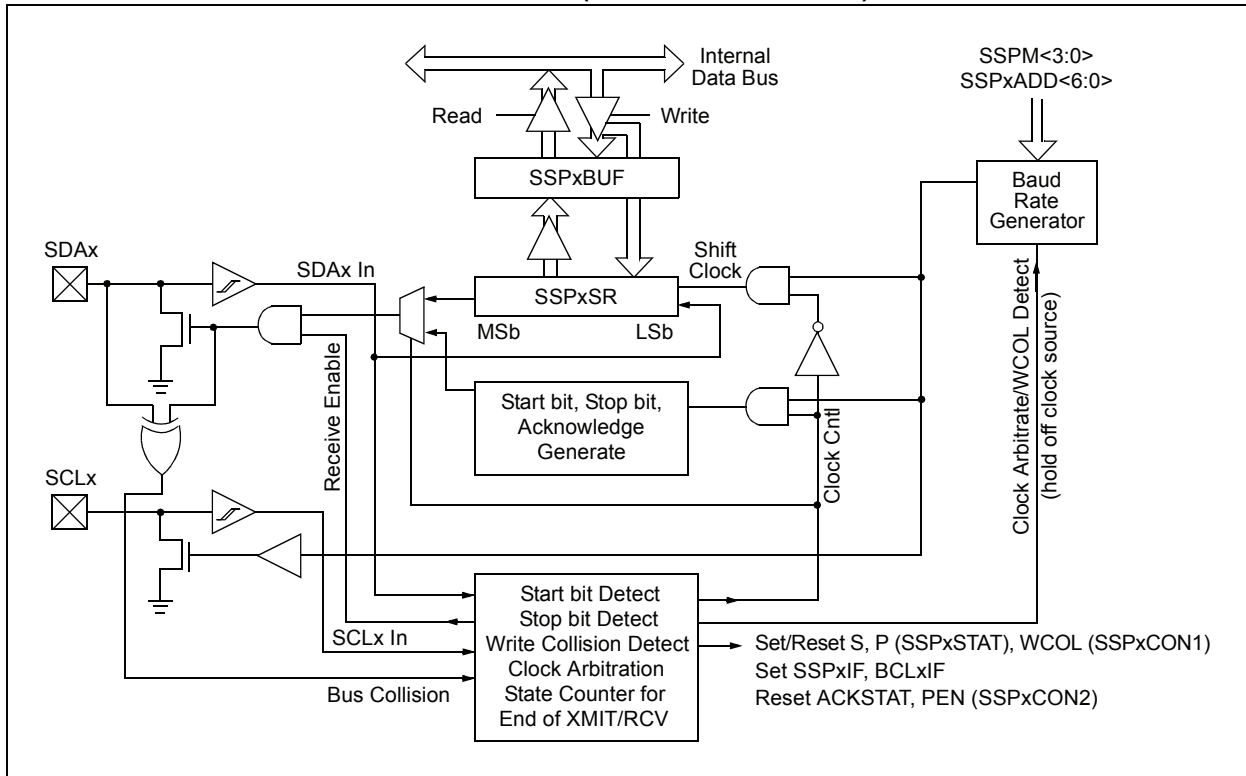 Internal
Data Bus
SSPM<3:0>
SSPxADD<6:0>
Read
Write
SSPxBUF
Baud
Rate
Generator
SDAx
SDAx In
Shift
Clock
SSPxSR
MSb
LSb
Receive Enable
Start bit, Stop bit,
Acknowledge
Generate
Clock Cntl
Clock Arbitrate/WCOL Detect
(hold off clock source)
SCLx
SCLx In
Bus Collision
Start bit Detect
Stop bit Detect
Write Collision Detect
Clock Arbitration
State Counter for
End of XMIT/RCV
Set/Reset S, P (SSPxSTAT), WCOL (SSPxCON1)
Set SSPxIF, BCLxIF
Reset ACKSTAT, PEN (SSPxCON2)